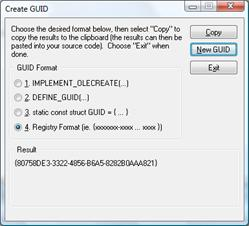 Create GUID
Choose the desired format below, then select "Copy" to
copy the results to the clipboard (the results can then be
pasted into your source code). Choose "Exit" when
done.
Copy
New GUID
Exit
GUID Format
1. IMPLEMENT_OLECREATE(...)
2. DEFINE_GUID(...)
3. static const struct GUID = { ... }
4. Registry Format (ie. {xxxxxxxx-xxxx ... xxxx })
Result
{80758DE3-3322-4856-B6A5-8282B0AAA821}